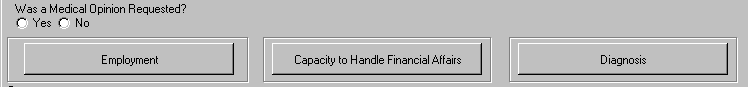 Was a Medical Opinion Requested?
Yes No
Employment Capacity to Handle Financial Affairs Diagnosis